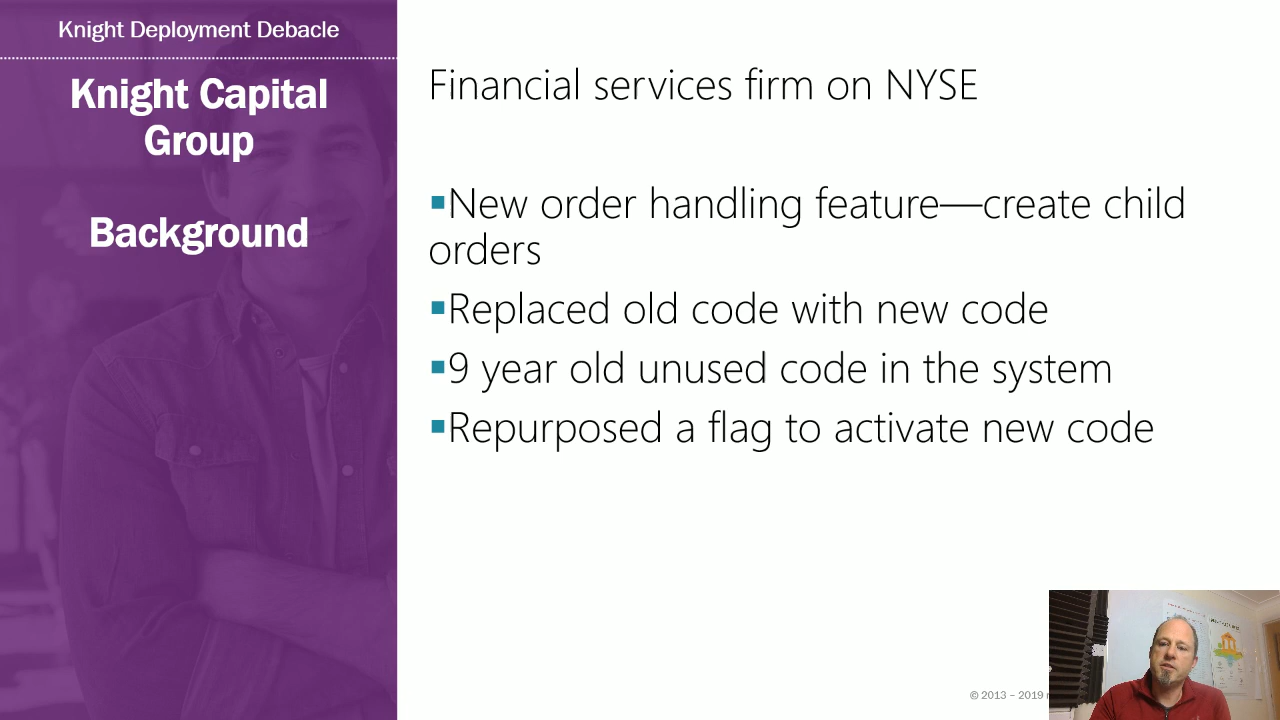 Knight Deployment Debacle
Knight Capital
Group
Background
Financial services firm on NYSE
▪New order handling feature—create child
orders
▪Replaced old code with new code
▪9 year old unused code in the system
▪Repurposed a flag to activate new code
© 2013 – 2019